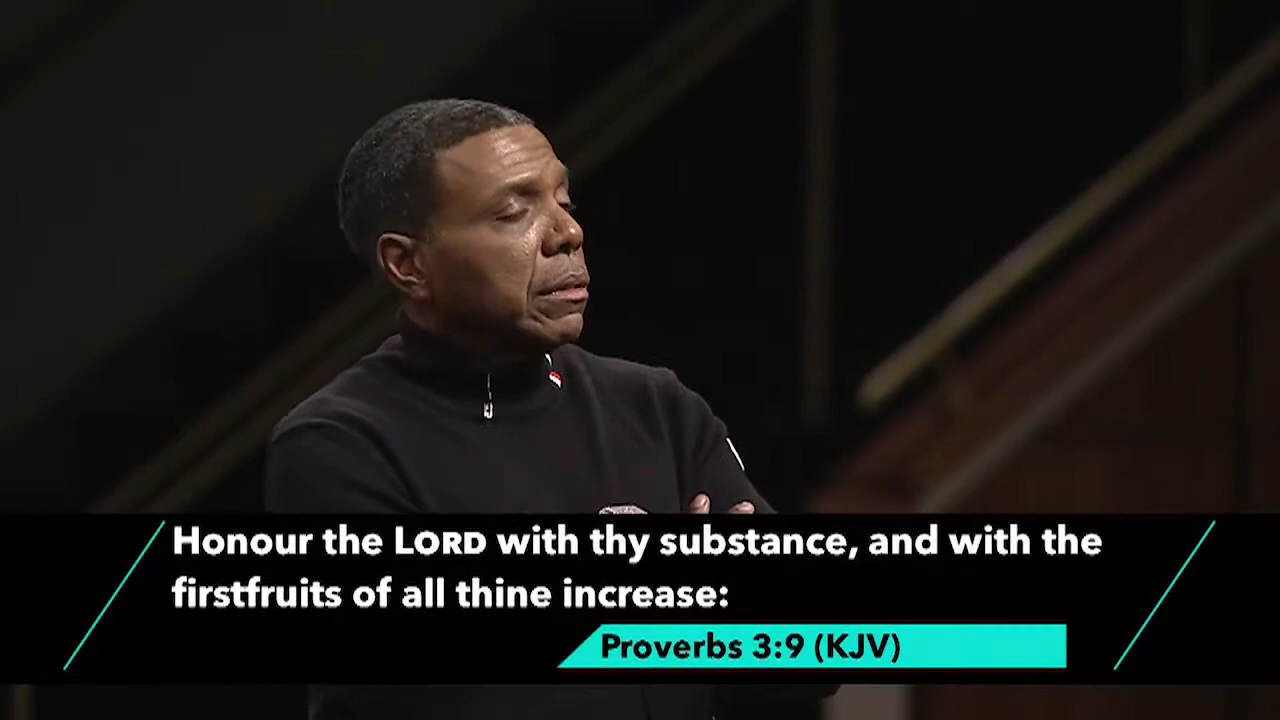 Honour the LORD with thy substance, and with the
firstfruits of all thine increase:
Proverbs 3:9 (KJV)